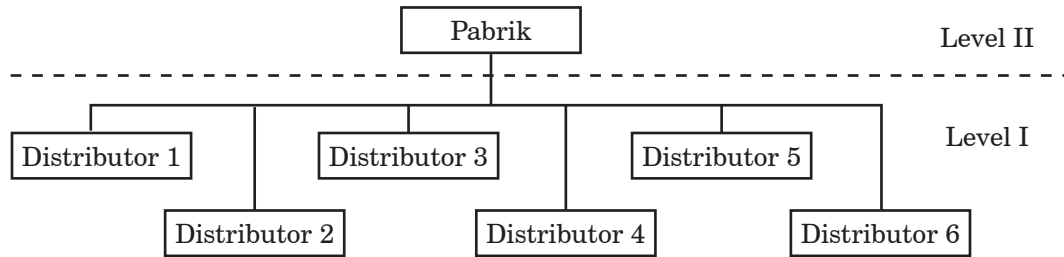 Pabrik
Level II
Level I
Distributor 1
Distributor 3
Distributor 5
Distributor 2
Distributor 4
Distributor 6